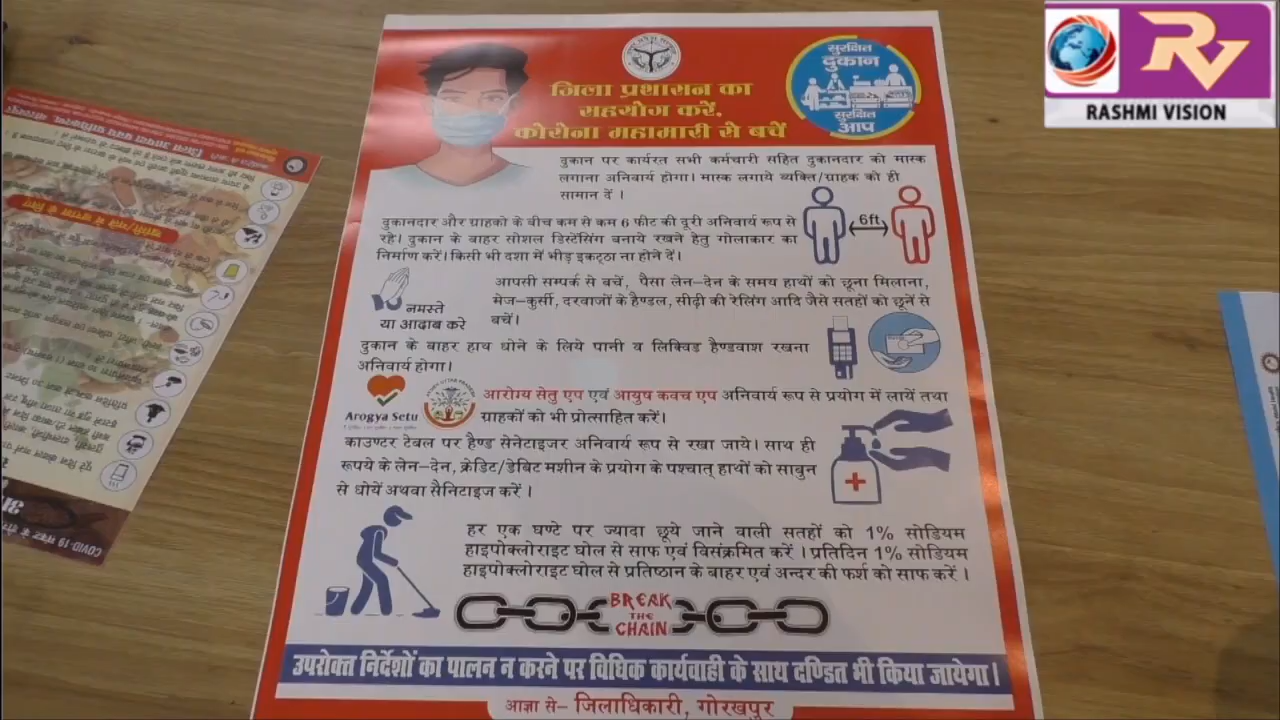 RASHMI VISION
सुरक्षित
दुकान
सुरक्षित
आप
जिला प्रशासन का
सहयोग करें.
कोरोना महामारी से बचें
दुकान पर कार्यरत सभी कर्मचारी सहित दुकानदार को मास्क
लगाना अनिवार्य होगा। मास्क लगाये व्यक्ति/ग्राहक को ही
सामान दें ।
6ft
दुकानदार और ग्राहको के बीच कम से कम 6 फीट की दूरी अनिवार्य रूप से
रहे। दुकान के बाहर सोशल डिस्टेंसिंग बनाये रखने हेतु गोलाकार का
निर्माण करें। किसी भी दशा में भीड़ इकट्ठा ना होने दें।
आपसी सम्पर्क से बचें, पैसा लेन–देन के समय हाथों को छूना मिलाना,
मेज–कुर्सी, दरवाजों के हैण्डल, सीढ़ी की रेलिंग आदि जैसे सतहों को छूनें से
बचें।
नमस्ते
या आदाब करे
दुकान के बाहर हाथ धोने के लिये पानी व लिक्विड हैण्डवाश रखना
अनिवार्य होगा।
Arogya Setu
आरोग्य सेतु एप एवं आयुष कवच एप अनिवार्य रूप से प्रयोग में लायें तथा
ग्राहकों को भी प्रोत्साहित करें।
काउण्टर टेबल पर हैण्ड सेनेटाइजर अनिवार्य रूप से रखा जाये। साथ ही
रूपये के लेन–देन, क्रेडिट/डेबिट मशीन के प्रयोग के पश्चात् हाथों को साबुन
से धोयें अथवा सैनिटाइज करें ।
हर एक घण्टे पर ज्यादा छूये जाने वाली सतहों को 1% सोडियम
हाइपोक्लोराइट घोल से साफ एवं विसंक्रमित करें । प्रतिदिन 1% सोडियम
हाइपोक्लोराइट घोल से प्रतिष्ठान के बाहर एवं अन्दर की फर्श को साफ करें ।
BREAK
THE
CHAIN
उपरोक्त निर्देशों का पालन न करने पर विधिक कार्यवाही के साथ दण्डित भी किया जायेगा।
आज्ञा से– जिलाधिकारी, गोरखपुर